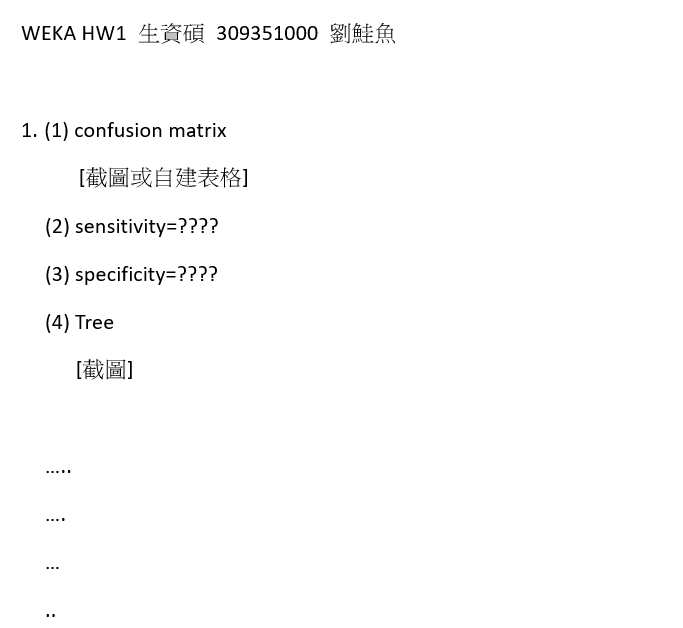 WEKA HW1 生資碩 309351000 劉鮭魚
1. (1) confusion matrix
[截圖或自建表格]
(2) sensitivity=????
(3) specificity=????
(4) Tree
[截圖]
…..
….
…
..